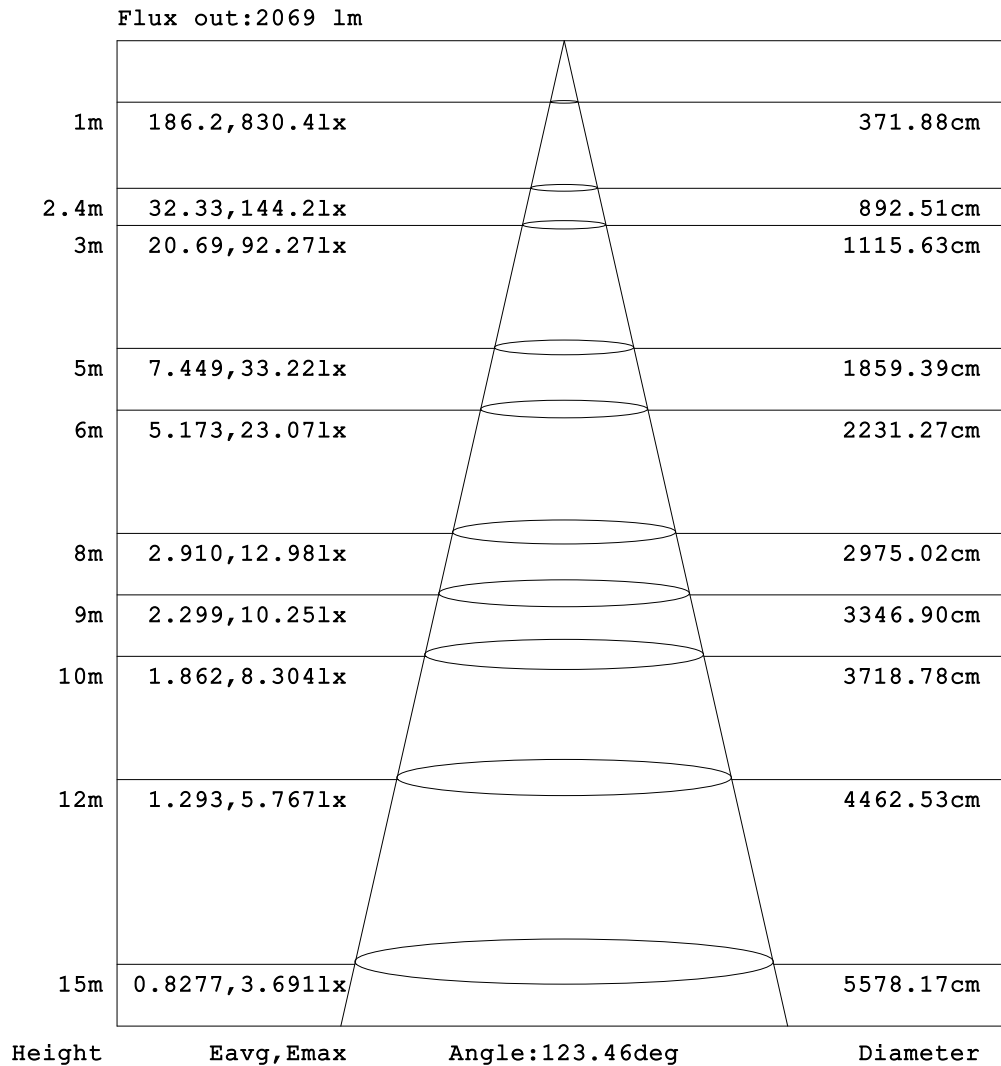 Flux out:2069 lm
1m 186.2,830.4lx 371.88cm
2.4m 32.33,144.2lx 892.51cm
3m 20.69,92.27lx 1115.63cm
5m 7.449,33.22lx 1859.39cm
6m 5.173,23.07lx 2231.27cm
8m 2.910,12.98lx 2975.02cm
9m 2.299,10.25lx 3346.90cm
10m 1.862,8.304lx 3718.78cm
12m 1.293,5.767lx 4462.53cm
15m 0.8277,3.691lx 5578.17cm
Height Eavg,Emax Angle:123.46deg Diameter